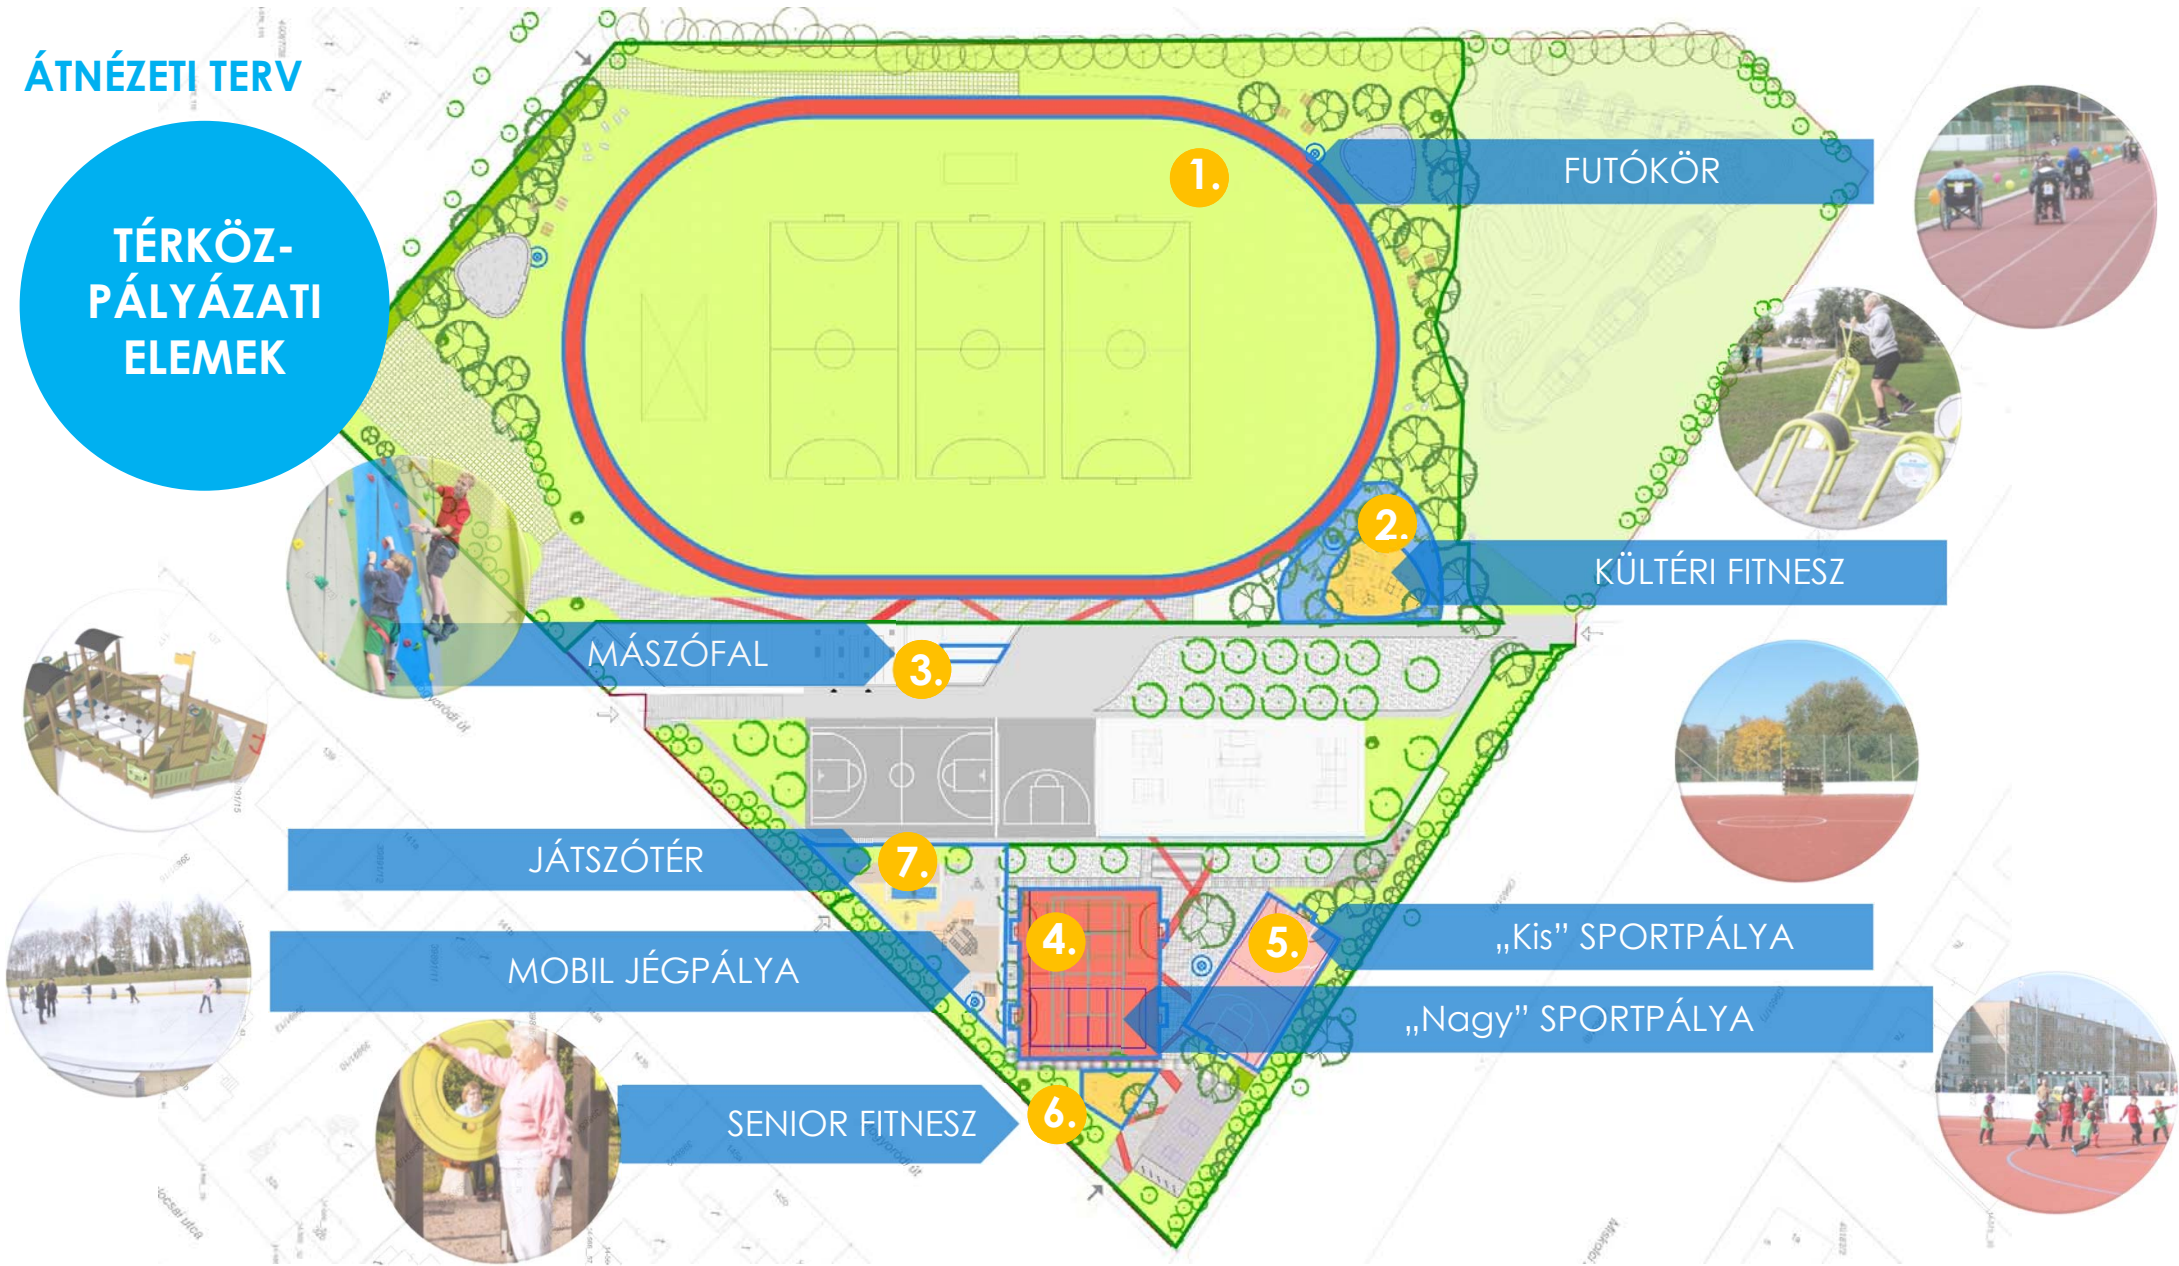 ÁTNÉZETI TERV
TÉRKÖZ-
PÁLYÁZATI
ELEMEK
1.
FUTÓKÖR
2.
KÜLTÉRI FITNESZ
MÁSZÓFAL
3.
JÁTSZÓTÉR
7.
4.
5.
„Kis” SPORTPÁLYA
MOBIL JÉGPÁLYA
„Nagy” SPORTPÁLYA
SENIOR FITNESZ
6.